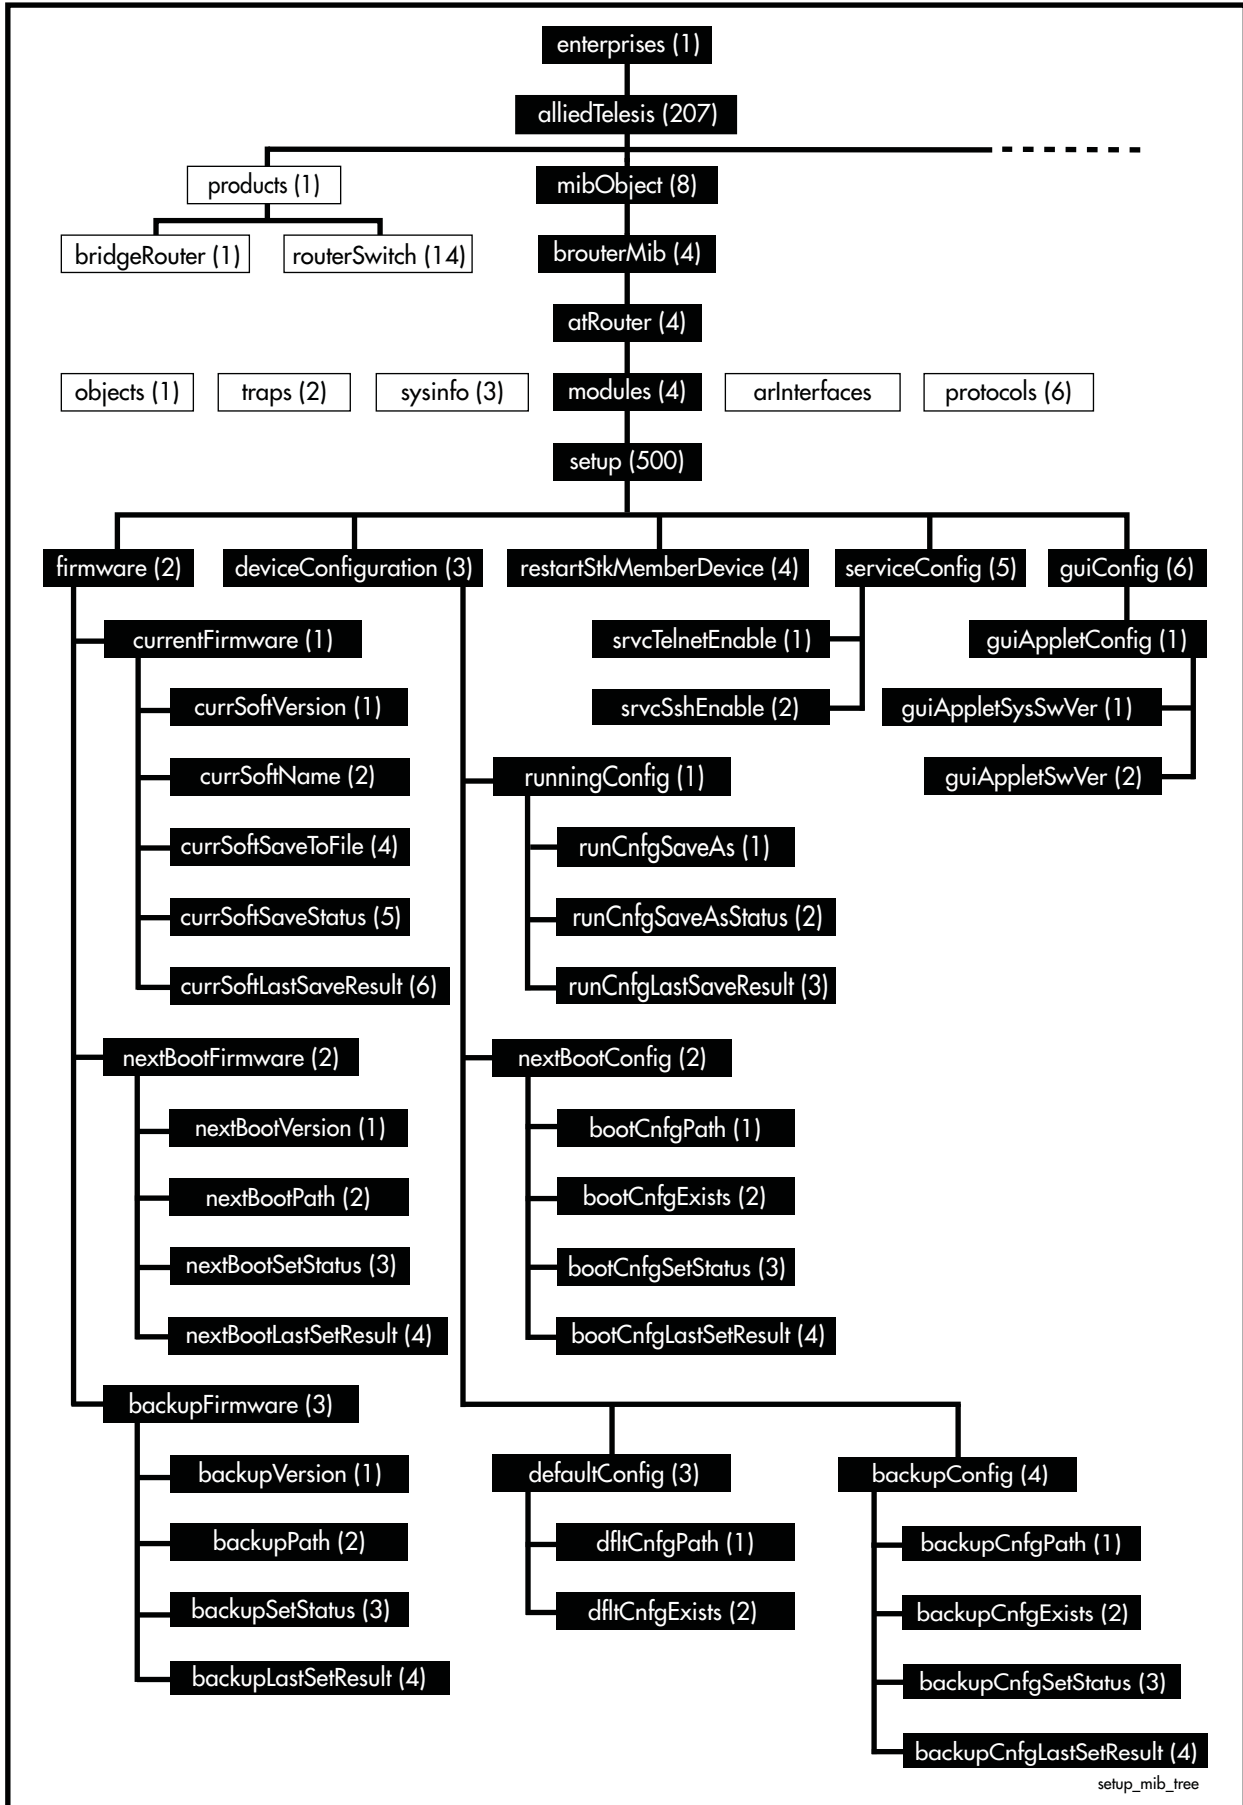 enterprises (1)
alliedTelesis (207)
products (1)
mibObject (8)
bridgeRouter (1)
routerSwitch (14)
brouterMib (4)
atRouter (4)
objects (1)
traps (2)
sysinfo (3)
modules (4)
arInterfaces
protocols (6)
setup (500)
firmware (2)
deviceConfiguration (3)
restartStkMemberDevice (4)
serviceConfig (5)
guiConfig (6)
currentFirmware (1)
srvcTelnetEnable (1)
guiAppletConfig (1)
currSoftVersion (1)
srvcSshEnable (2)
guiAppletSysSwVer (1)
currSoftName (2)
runningConfig (1)
guiAppletSwVer (2)
currSoftSaveToFile (4)
runCnfgSaveAs (1)
currSoftSaveStatus (5)
runCnfgSaveAsStatus (2)
currSoftLastSaveResult (6)
runCnfgLastSaveResult (3)
nextBootFirmware (2)
nextBootConfig (2)
nextBootVersion (1)
bootCnfgPath (1)
nextBootPath (2)
bootCnfgExists (2)
nextBootSetStatus (3)
bootCnfgSetStatus (3)
nextBootLastSetResult (4)
bootCnfgLastSetResult (4)
backupFirmware (3)
backupVersion (1)
defaultConfig (3)
backupConfig (4)
backupPath (2)
dfltCnfgPath (1)
backupCnfgPath (1)
backupSetStatus (3)
dfltCnfgExists (2)
backupCnfgExists (2)
backupLastSetResult (4)
backupCnfgSetStatus (3)
backupCnfgLastSetResult (4)
setup_mib_tree